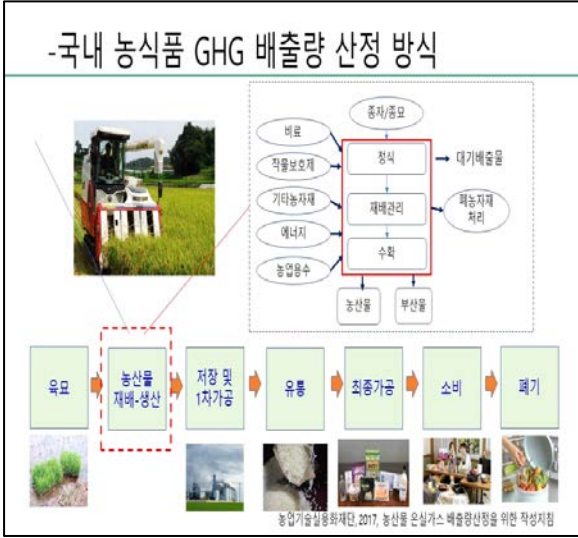 -국내 농식품 GHG 배출량 산정 방식
종자/종묘
비료
작물보호제
기타농자재
에너지
농업용수
정식
재배관리
수확
대기배출물
폐농자재
처리
농산물
부산물
육묘
농산물
재배-생산
저장 및
1차가공
유통
최종가공
소비
폐기
농업기술실용화재단, 2017, 농산물 온실가스 배출량산정을 위한 작성지침